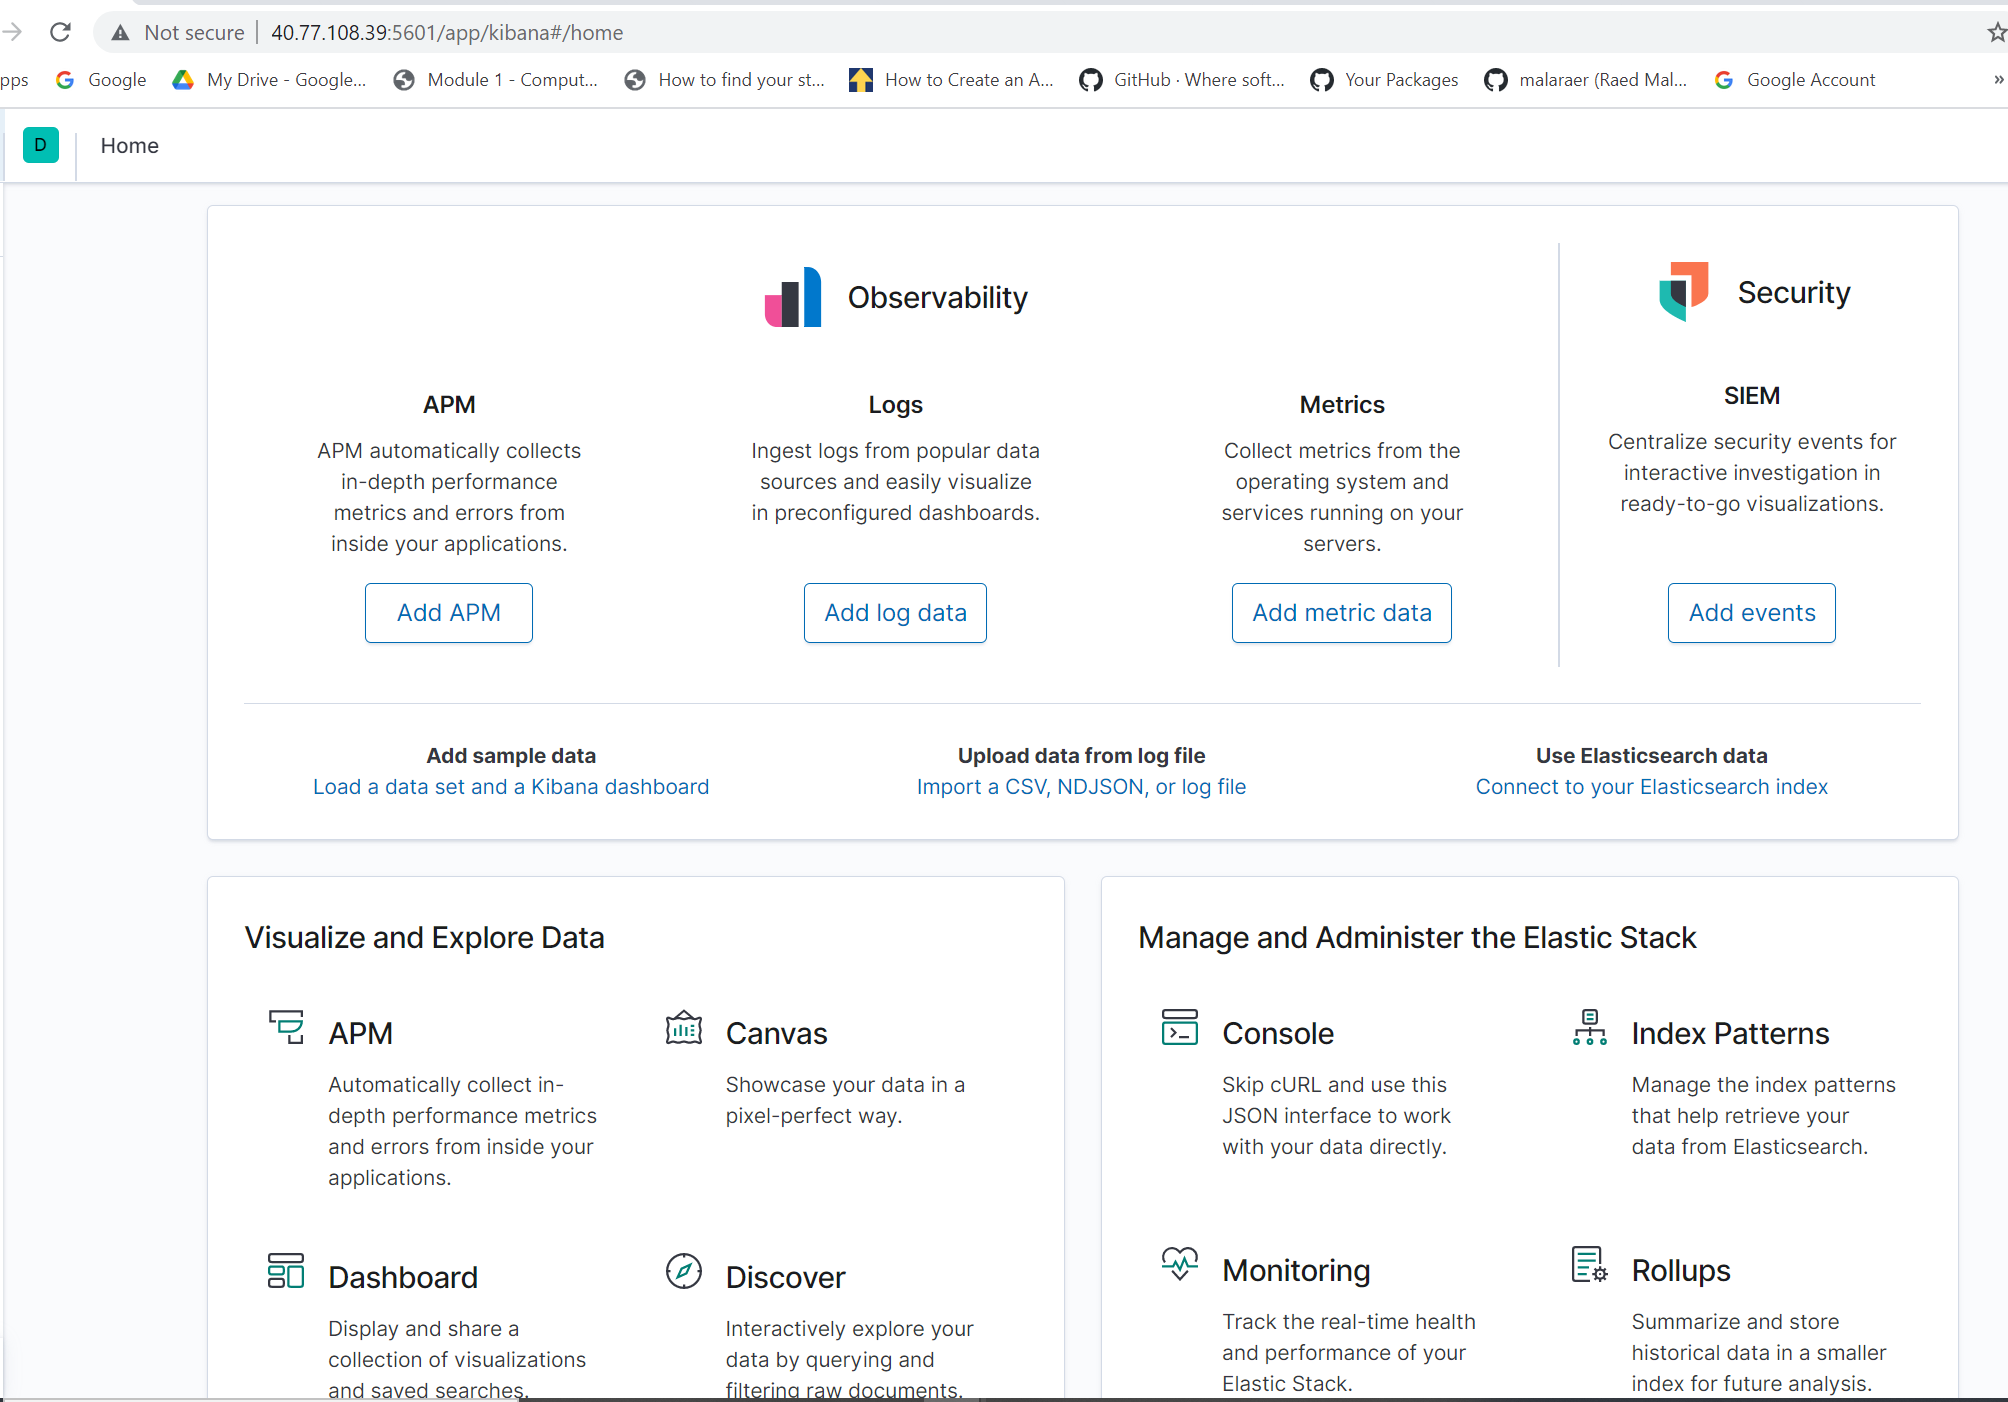 Not secure | 40.77.108.39:5601/app/kibana#/home
pps Google My Drive - Google... Module 1 - Comput... How to find your st... How to Create an A... GitHub · Where soft... Your Packages malaraer (Raed Mal... Google Account »
D Home
Observability
Security
APM
APM automatically collects
in-depth performance
metrics and errors from
inside your applications.
Add APM
Logs
Ingest logs from popular data
sources and easily visualize
in preconfigured dashboards.
Add log data
Metrics
Collect metrics from the
operating system and
services running on your
servers.
Add metric data
SIEM
Centralize security events for
interactive investigation in
ready-to-go visualizations.
Add events
Add sample data
Load a data set and a Kibana dashboard
Upload data from log file
Import a CSV, NDJSON, or log file
Use Elasticsearch data
Connect to your Elasticsearch index
Visualize and Explore Data
APM
Automatically collect in-
depth performance metrics
and errors from inside your
applications.
Canvas
Showcase your data in a
pixel-perfect way.
Dashboard
Display and share a
collection of visualizations
and saved searches.
Discover
Interactively explore your
data by querying and
filtering raw documents.
Manage and Administer the Elastic Stack
Console
Skip cURL and use this
JSON interface to work
with your data directly.
Index Patterns
Manage the index patterns
that help retrieve your
data from Elasticsearch.
Monitoring
Track the real-time health
and performance of your
Elastic Stack.
Rollups
Summarize and store
historical data in a smaller
index for future analysis.